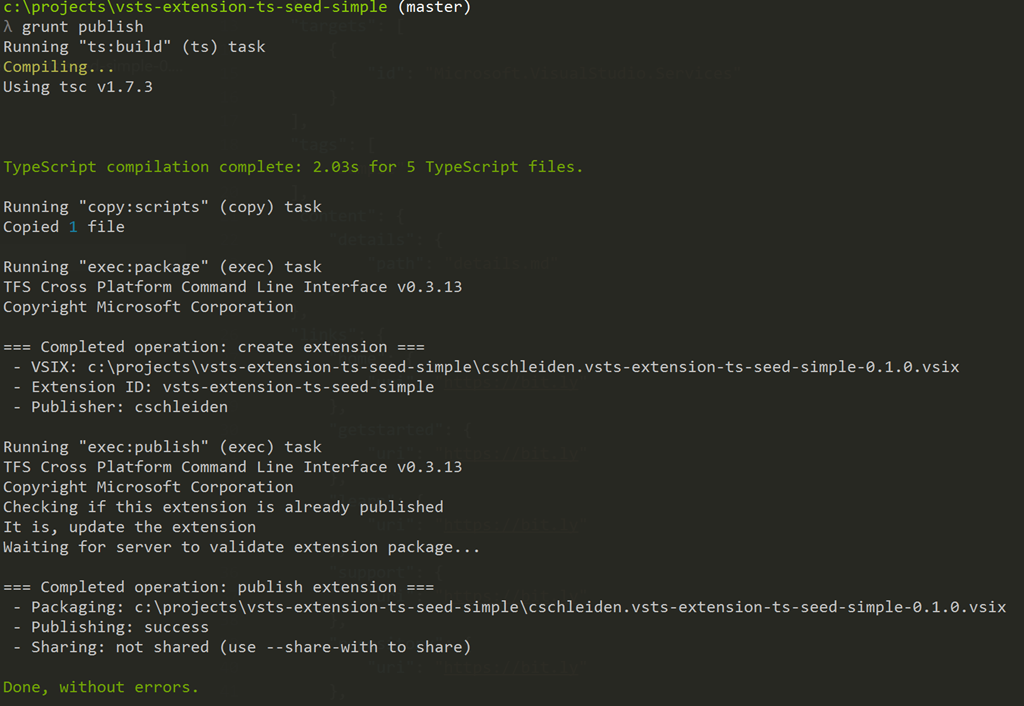 c:\projects\vsts-extension-ts-seed-simple (master)
λ grunt publish
Running "ts:build" (ts) task
Compiling...
Using tsc v1.7.3
TypeScript compilation complete: 2.03s for 5 TypeScript files.
Running "copy:scripts" (copy) task
Copied 1 file
Running "exec:package" (exec) task
TFS Cross Platform Command Line Interface v0.3.13
Copyright Microsoft Corporation
=== Completed operation: create extension ===
- VSIX: c:\projects\vsts-extension-ts-seed-simple\cschleiden.vsts-extension-ts-seed-simple-0.1.0.vsix
- Extension ID: vsts-extension-ts-seed-simple
- Publisher: cschleiden
Running "exec:publish" (exec) task
TFS Cross Platform Command Line Interface v0.3.13
Copyright Microsoft Corporation
Checking if this extension is already published
It is, update the extension
Waiting for server to validate extension package...
=== Completed operation: publish extension ===
- Packaging: c:\projects\vsts-extension-ts-seed-simple\cschleiden.vsts-extension-ts-seed-simple-0.1.0.vsix
- Publishing: success
- Sharing: not shared (use --share-with to share)
Done, without errors.